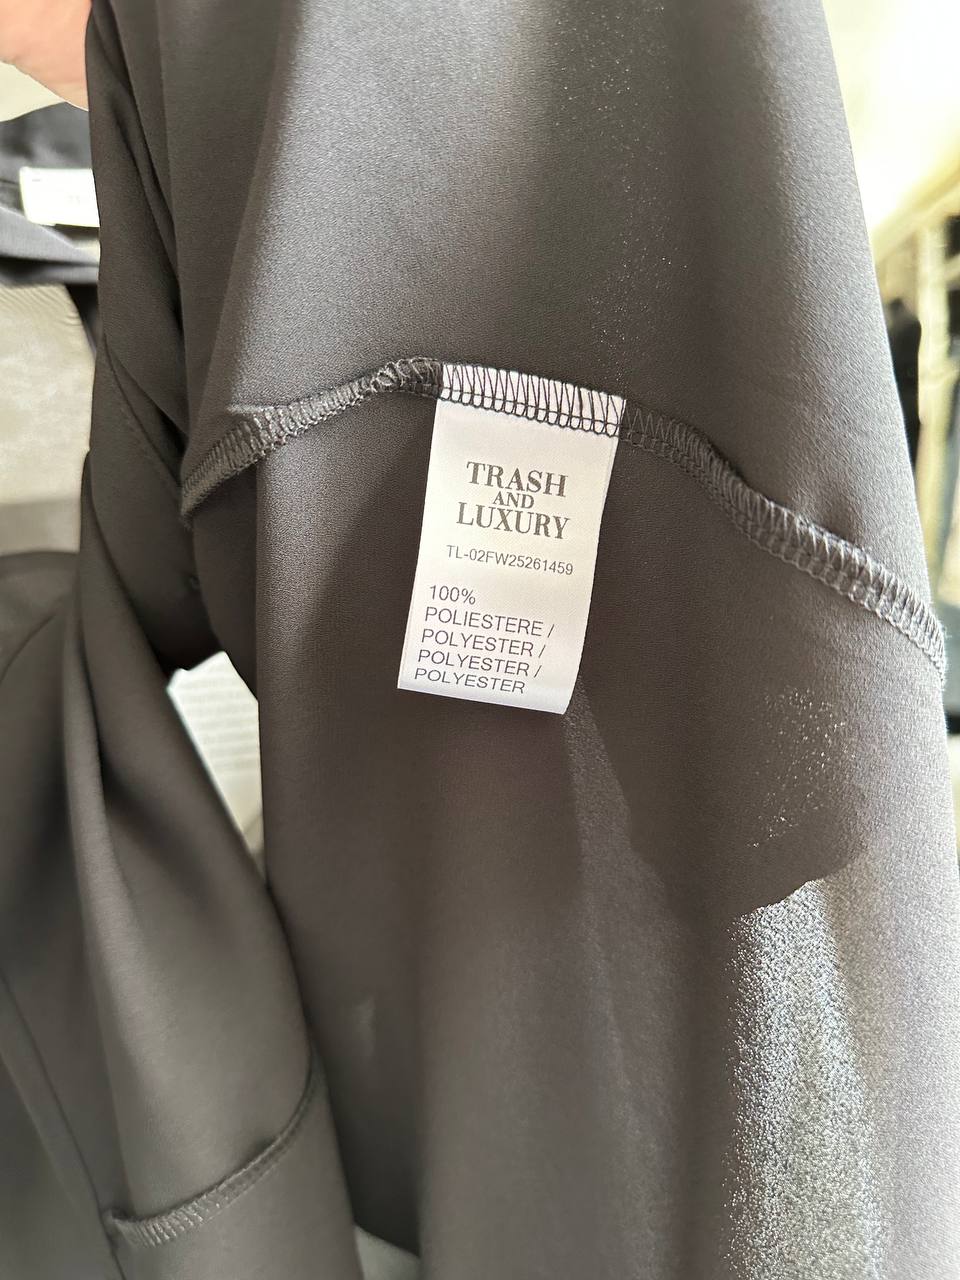 TRASH
AND
LUXURY
TL-02FW25261459
100%
POLIESTERE /
POLYESTER /
POLYESTER /
POLYESTER